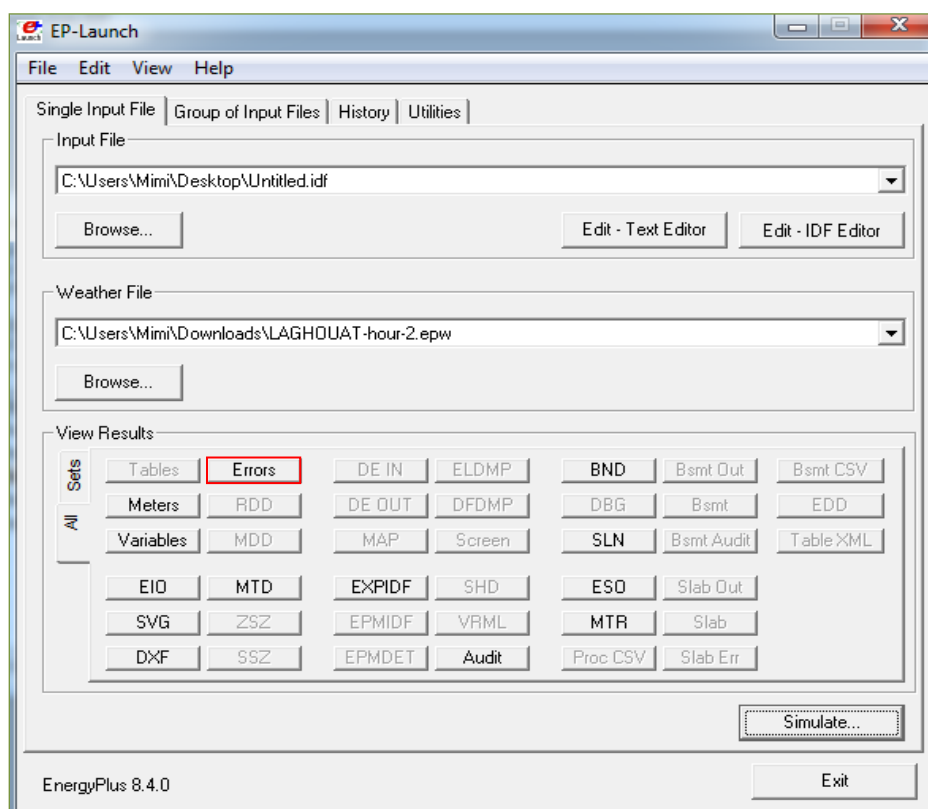 EP-Launch
File Edit View Help
Single Input File Group of Input Files History Utilities
Input File
C:\Users\Mimi\Desktop\Untitled.idf
Browse... Edit - Text Editor Edit - IDF Editor
Weather File
C:\Users\Mimi\Downloads\LAGHOUAT-hour-2.epw
Browse...
View Results
Sets
All
Tables Errors DE IN ELDMP BND Bsmt Out Bsmt CSV
Meters RDD DE OUT DFDMP DBG Bsmt EDD
Variables MDD MAP Screen SLN Bsmt Audit Table XML
EIO MTD EXPIDF SHD ESO Slab Out
SVG ZSZ EPMIDF VRML MTR Slab
DXF SSZ EPMDET Audit Proc CSV Slab Err
Simulate...
EnergyPlus 8.4.0 Exit